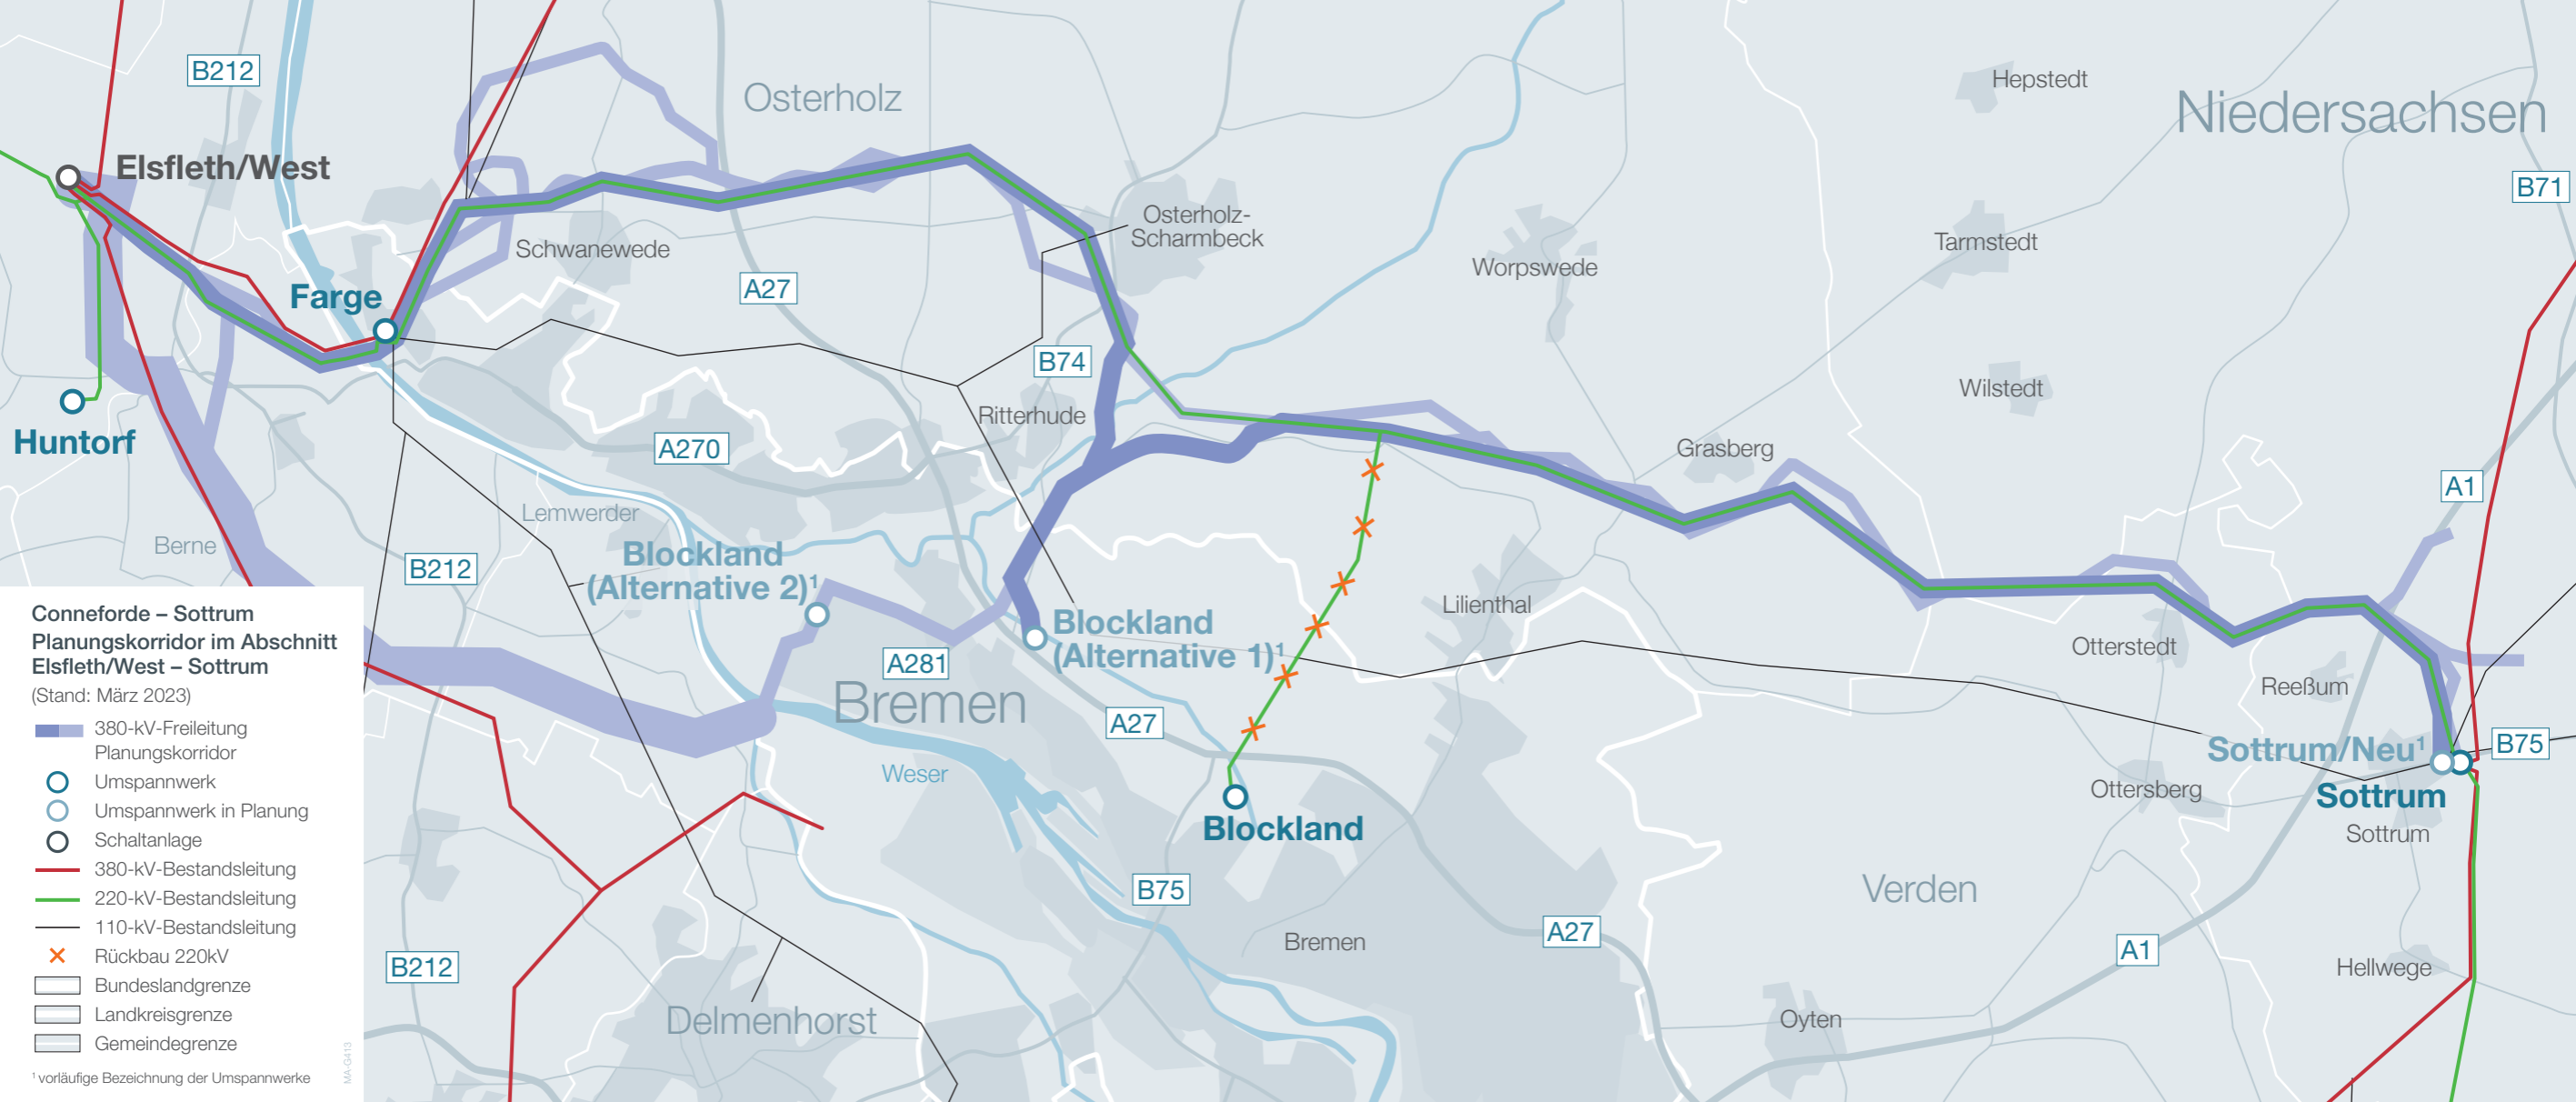 B212
Osterholz
Hepstedt
Niedersachsen
Elsfleth/West
B71
Osterholz-
Scharmbeck
Schwanewede
Tarmstedt
Worpswede
A27
Farge
B74
Wilstedt
Ritterhude
Huntorf
A270
Grasberg
A1
Lemwerder
Berne
Blockland
(Alternative 2)¹
B212
Lilienthal
Blockland
(Alternative 1)¹
Otterstedt
A281
Reeßum
Bremen
A27
Sottrum/Neu¹
B75
Weser
Ottersberg
Sottrum
Blockland
Sottrum
B75
Verden
A27
Bremen
A1
B212
Hellwege
Delmenhorst
Oyten
Conneforde – Sottrum
Planungskorridor im Abschnitt
Elsfleth/West – Sottrum
(Stand: März 2023)
380-kV-Freileitung
Planungskorridor
Umspannwerk
Umspannwerk in Planung
Schaltanlage
380-kV-Bestandsleitung
220-kV-Bestandsleitung
110-kV-Bestandsleitung
Rückbau 220kV
Bundeslandgrenze
Landkreisgrenze
Gemeindegrenze
¹ vorläufige Bezeichnung der Umspannwerke
MA-G413